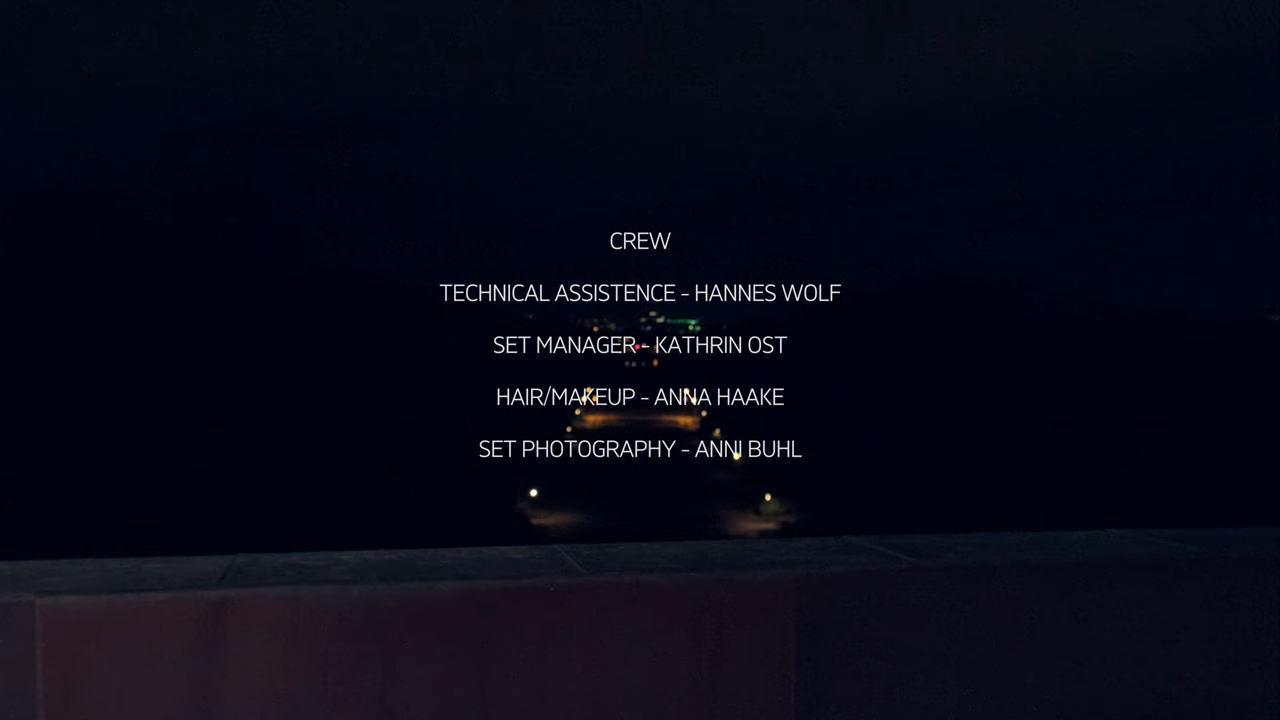 CREW
TECHNICAL ASSISTENCE - HANNES WOLF
SET MANAGER - KATHRIN OST
HAIR/MAKEUP - ANNA HAAKE
SET PHOTOGRAPHY - ANNI BUHL